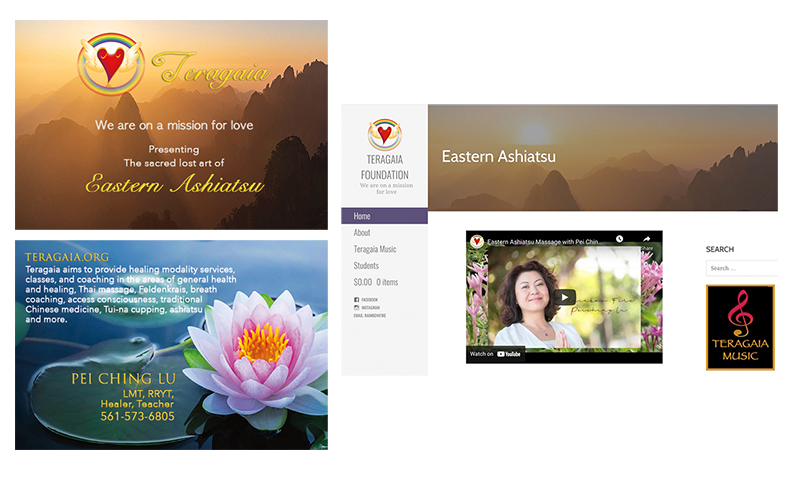 Teragaia
We are on a mission for love
Presenting
The sacred lost art of
Eastern Ashiatsu
TERAGAIA.ORG
Teragaia aims to provide healing modality services,
classes, and coaching in the areas of general health
and healing, Thai massage, Feldenkrais, breath
coaching, access consciousness, traditional
Chinese medicine, Tui-na cupping, ashiatsu
and more.
PEI CHING LU
LMT, RRYT,
Healer, Teacher
561-573-6805
TERAGAIA
FOUNDATION
We are on a mission
for love
Home
About
Teragaia Music
Students
$0.00 0 items
FACEBOOK
INSTAGRAM
Eastern Ashiatsu
Eastern Ashiatsu Massage with Pei Chin...
Share
Watch on YouTube
SEARCH
Search ...
TERAGAIA
MUSIC